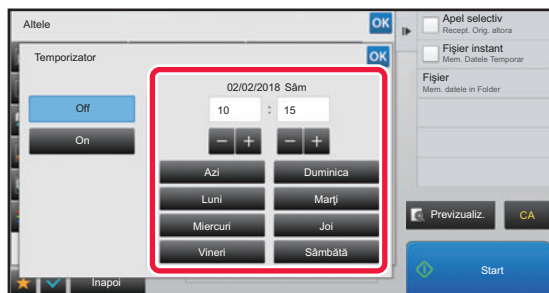 Altele
OK
Temporizator
OK
02/02/2018 Sâm
10 : 15
Off
On
− + − +
Azi
Duminica
Luni
Marţi
Miercuri
Joi
Vineri
Sâmbătă
Inapoi
Apel selectiv
Recept. Orig. altora
Fişier instant
Mem. Datele Temporar
Fişier
Mem. datele in Folder
Previzualiz.
CA
Start